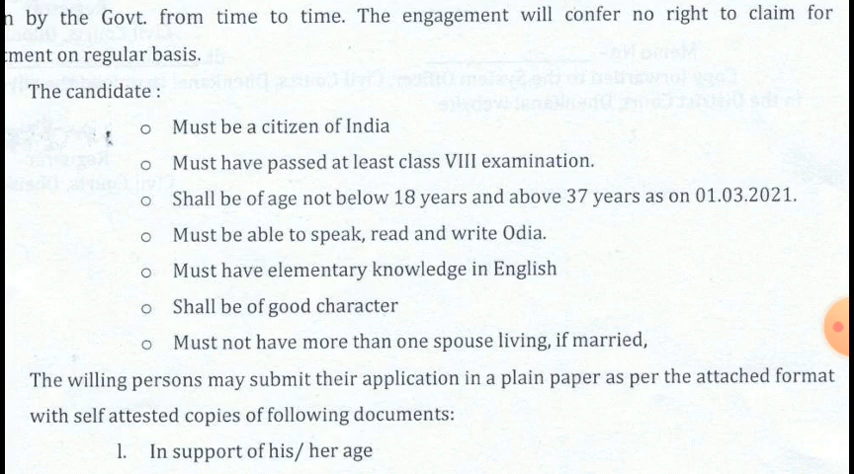 by the Govt. from time to time. The engagement will confer no right to claim for
ment on regular basis.
The candidate :
o Must be a citizen of India
o Must have passed at least class VIII examination.
o Shall be of age not below 18 years and above 37 years as on 01.03.2021.
o Must be able to speak, read and write Odia.
o Must have elementary knowledge in English
o Shall be of good character
o Must not have more than one spouse living, if married,
The willing persons may submit their application in a plain paper as per the attached format
with self attested copies of following documents:
l. In support of his/ her age